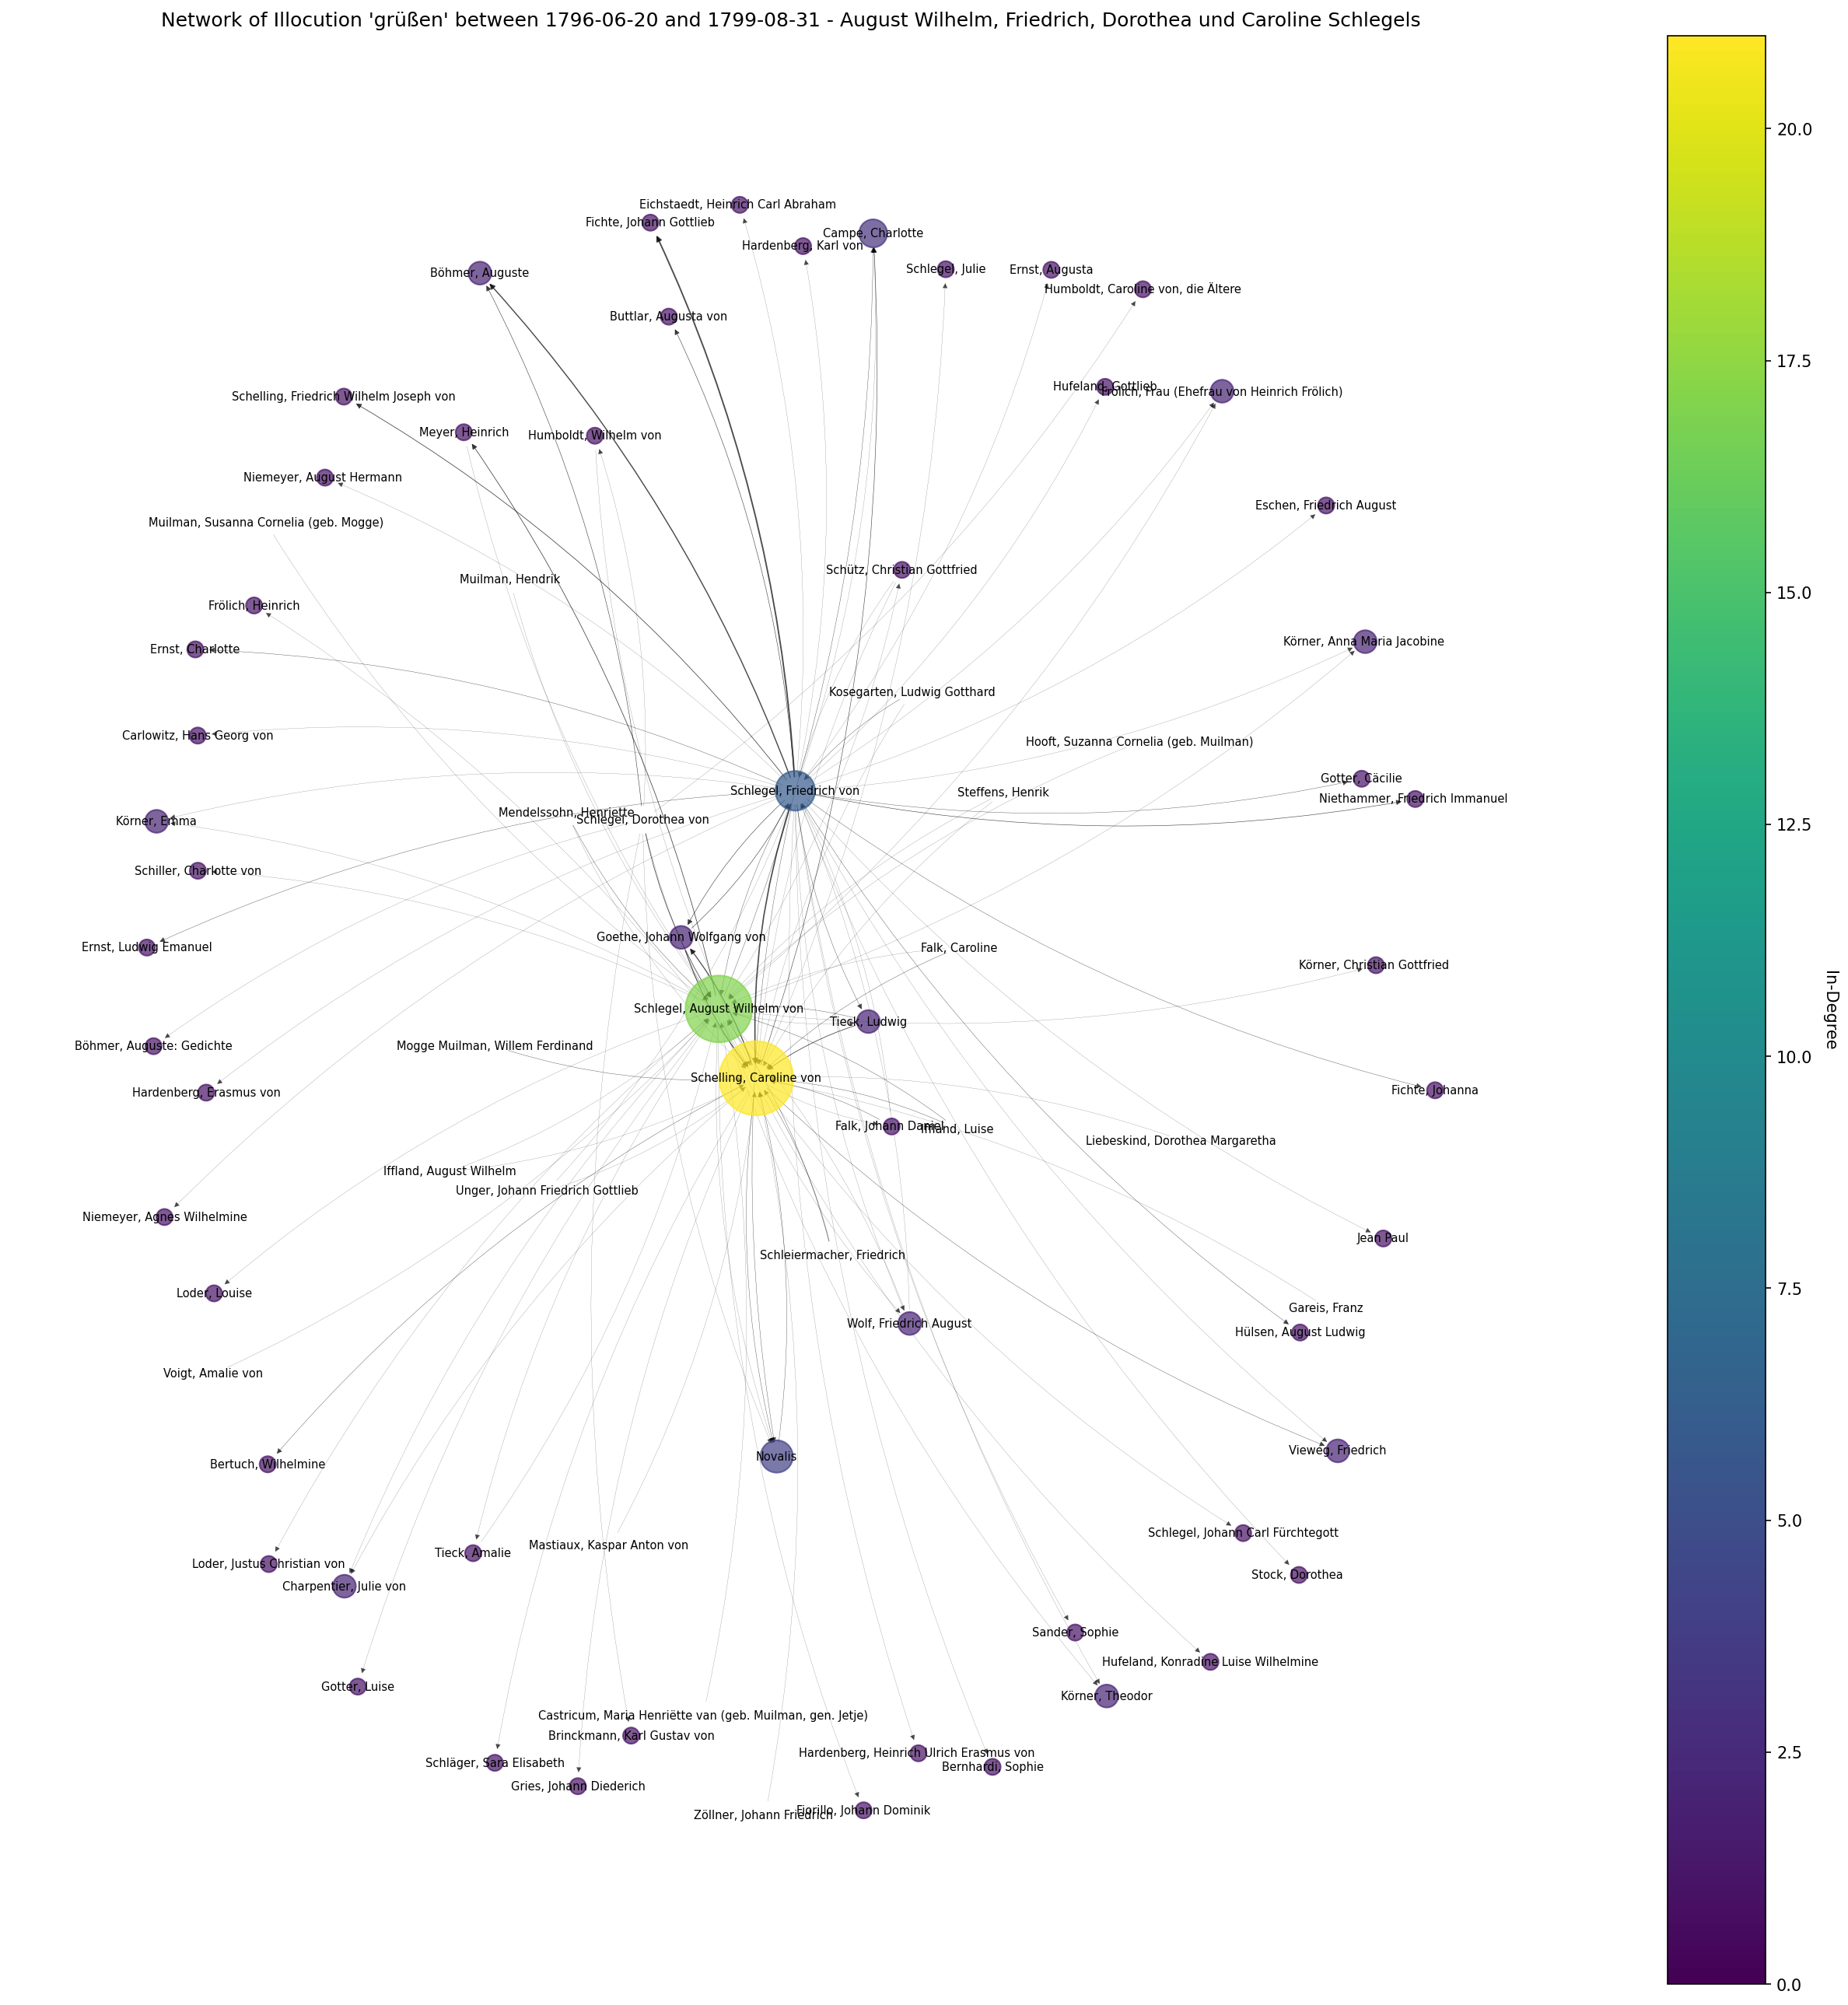 Network of Illocution 'grüßen' between 1796-06-20 and 1799-08-31 - August Wilhelm, Friedrich, Dorothea und Caroline Schlegels
Eichstaedt, Heinrich Carl Abraham
Fichte, Johann Gottlieb
Campe, Charlotte
Hardenberg, Karl von
Böhmer, Auguste
Schlegel, Julie
Ernst, Augusta
Humboldt, Caroline von, die Ältere
Buttlar, Augusta von
Hufeland, Gottlieb
Frölich, Frau (Ehefrau von Heinrich Frölich)
Schelling, Friedrich Wilhelm Joseph von
Meyer, Heinrich
Humboldt, Wilhelm von
Niemeyer, August Hermann
Eschen, Friedrich August
Muilman, Susanna Cornelia (geb. Mogge)
Schütz, Christian Gottfried
Muilman, Hendrik
Frölich, Heinrich
Körner, Anna Maria Jacobine
Ernst, Charlotte
Kosegarten, Ludwig Gotthard
Carlowitz, Hans Georg von
Hooft, Suzanna Cornelia (geb. Muilman)
Gotter, Cäcilie
Schlegel, Friedrich von
Steffens, Henrik
Niethammer, Friedrich Immanuel
Mendelssohn, Henriette
Schlegel, Dorothea von
Körner, Emma
Schiller, Charlotte von
Goethe, Johann Wolfgang von
Ernst, Ludwig Emanuel
Falk, Caroline
Körner, Christian Gottfried
Schlegel, August Wilhelm von
Tieck, Ludwig
Böhmer, Auguste: Gedichte
Mogge Muilman, Willem Ferdinand
Schelling, Caroline von
Hardenberg, Erasmus von
Fichte, Johanna
Falk, Johann Daniel
Iffland, Luise
Liebeskind, Dorothea Margaretha
Iffland, August Wilhelm
Unger, Johann Friedrich Gottlieb
Niemeyer, Agnes Wilhelmine
Jean Paul
Schleiermacher, Friedrich
Loder, Louise
Gareis, Franz
Wolf, Friedrich August
Hülsen, August Ludwig
Voigt, Amalie von
Vieweg, Friedrich
Novalis
Bertuch, Wilhelmine
Schlegel, Johann Carl Fürchtegott
Mastiaux, Kaspar Anton von
Tieck, Amalie
Loder, Justus Christian von
Stock, Dorothea
Charpentier, Julie von
Sander, Sophie
Hufeland, Konradine Luise Wilhelmine
Gotter, Luise
Körner, Theodor
Castricum, Maria Henriëtte van (geb. Muilman, gen. Jetje)
Brinckmann, Karl Gustav von
Hardenberg, Heinrich Ulrich Erasmus von
Schläger, Sara Elisabeth
Bernhardi, Sophie
Gries, Johann Diederich
Zöllner, Johann Friedrich
Fiorillo, Johann Dominik
20.0
17.5
15.0
12.5
10.0
7.5
5.0
2.5
0.0
In-Degree